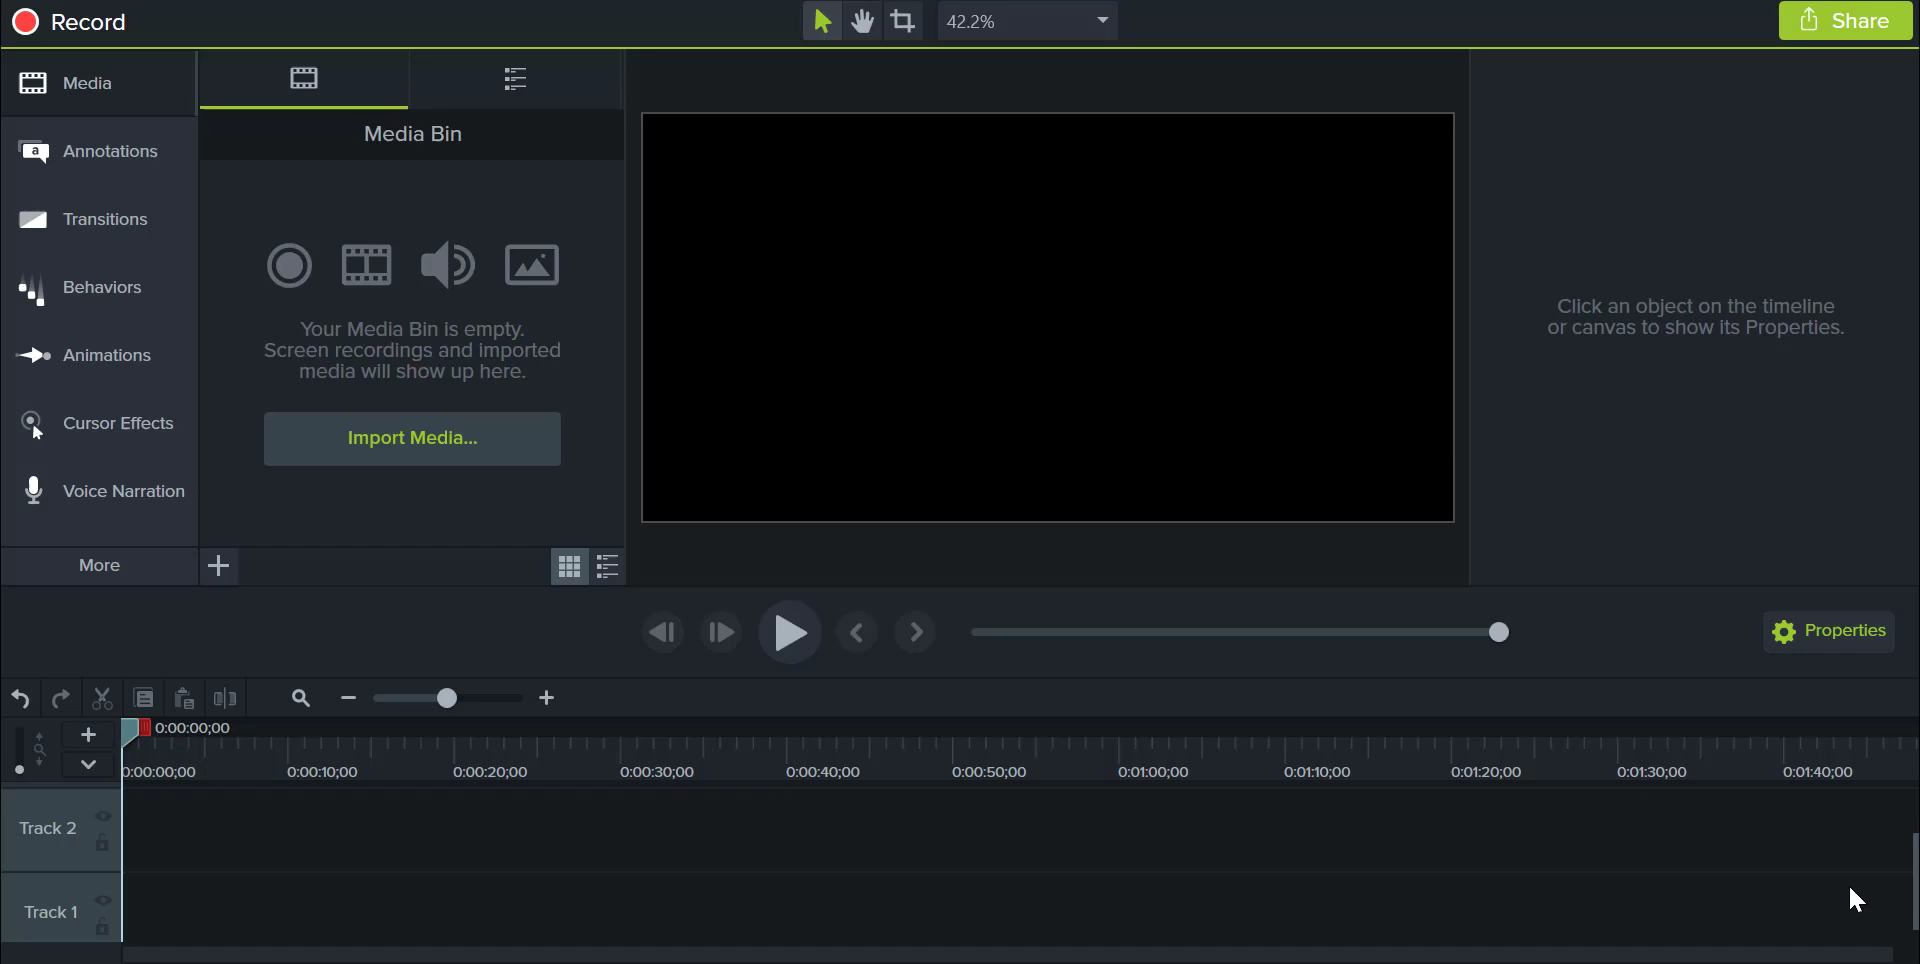 Record
42.2%
Share
Media
Annotations
Transitions
Behaviors
Animations
Cursor Effects
Voice Narration
More
Media Bin
Your Media Bin is empty.
Screen recordings and imported
media will show up here.
Import Media...
Click an object on the timeline
or canvas to show its Properties.
Properties
0:00:00;00
0:00:00;00 0:00:10;00 0:00:20;00 0:00:30;00 0:00:40;00 0:00:50;00 0:01:00;00 0:01:10;00 0:01:20;00 0:01:30;00 0:01:40;00
Track 2
Track 1